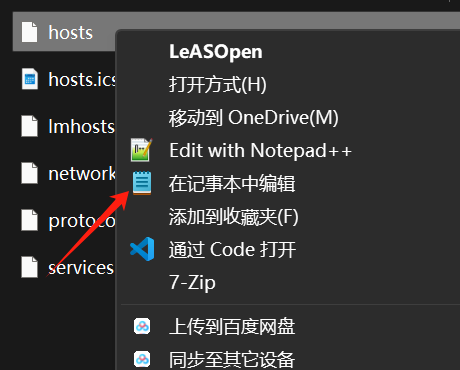 hosts
hosts.ics
lmhosts
network
protoco
services
LeASOpen
打开方式(H)
移动到 OneDrive(M)
Edit with Notepad++
在记事本中编辑
添加到收藏夹(F)
通过 Code 打开
7-Zip
上传到百度网盘
同步至其它设备